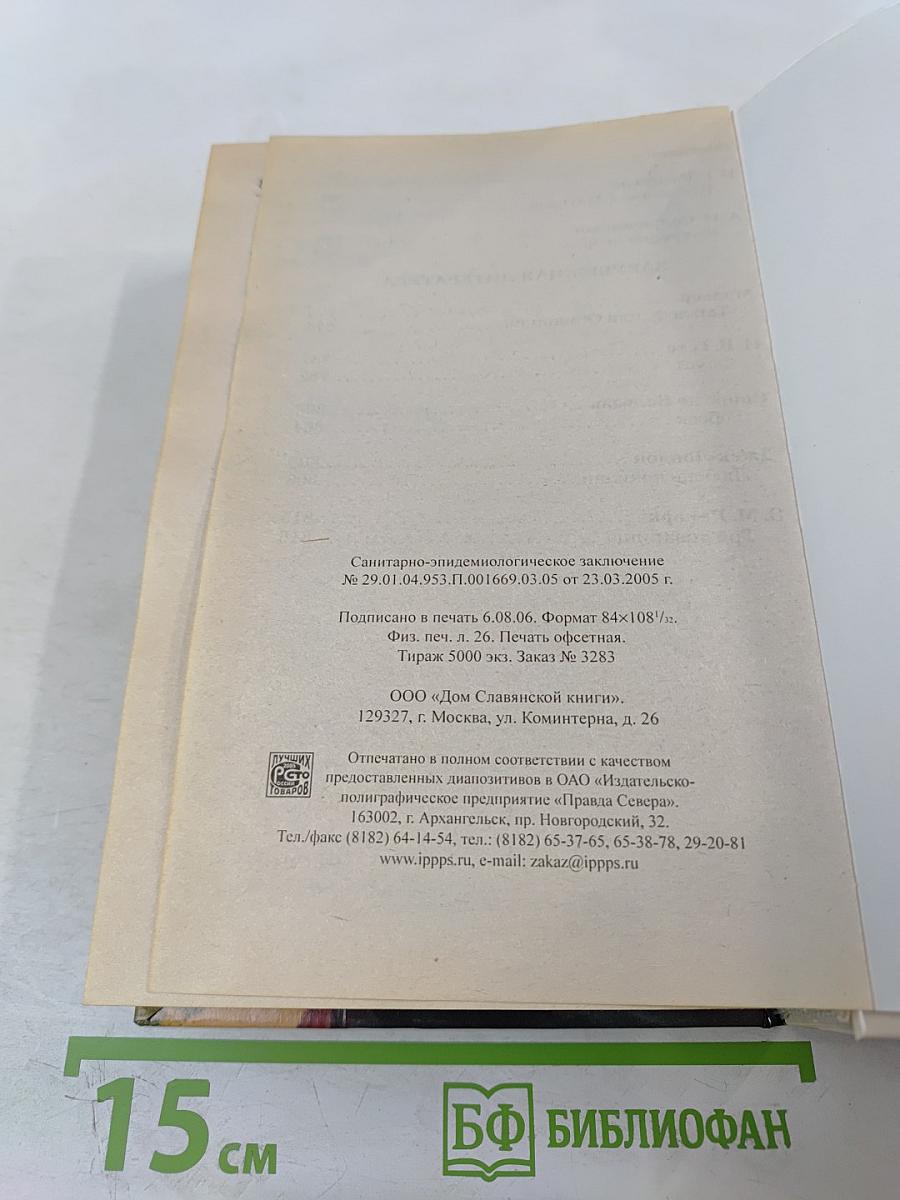 Санитарно-эпидемиологическое заключение
№ 29.01.04.953.П.001669.03.05 от 23.03.2005 г.
Подписано в печать 6.08.06. Формат 84×108¹/₃₂.
Физ. печ. л. 26. Печать офсетная.
Тираж 5000 экз. Заказ № 3283
ООО «Дом Славянской книги».
129327, г. Москва, ул. Коминтерна, д. 26
ЛУЧШИХ
РСТО
ТОВАРОВ
Отпечатано в полном соответствии с качеством
предоставленных диапозитивов в ОАО «Издательско-
полиграфическое предприятие «Правда Севера».
163002, г. Архангельск, пр. Новгородский, 32.
Тел./факс (8182) 64-14-54, тел.: (8182) 65-37-65, 65-38-78, 29-20-81
www.ippps.ru, e-mail: zakaz@ippps.ru
15 см
БФ БИБЛИОФАН